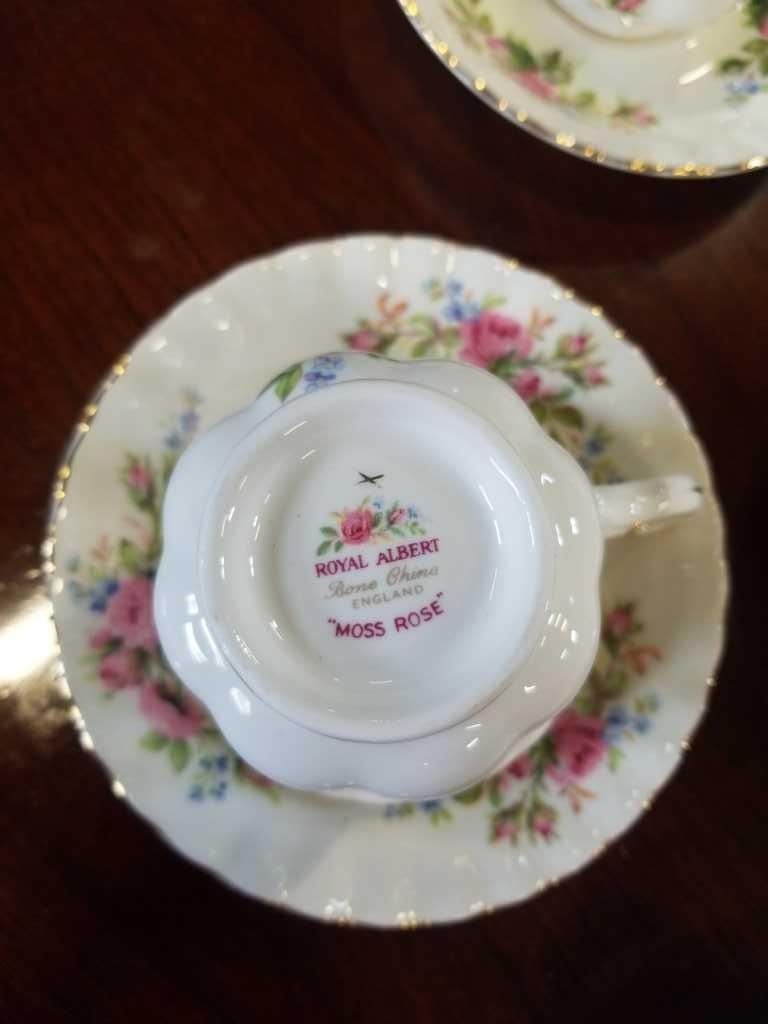 ROYAL ALBERT
Bone China
ENGLAND
"MOSS ROSE"